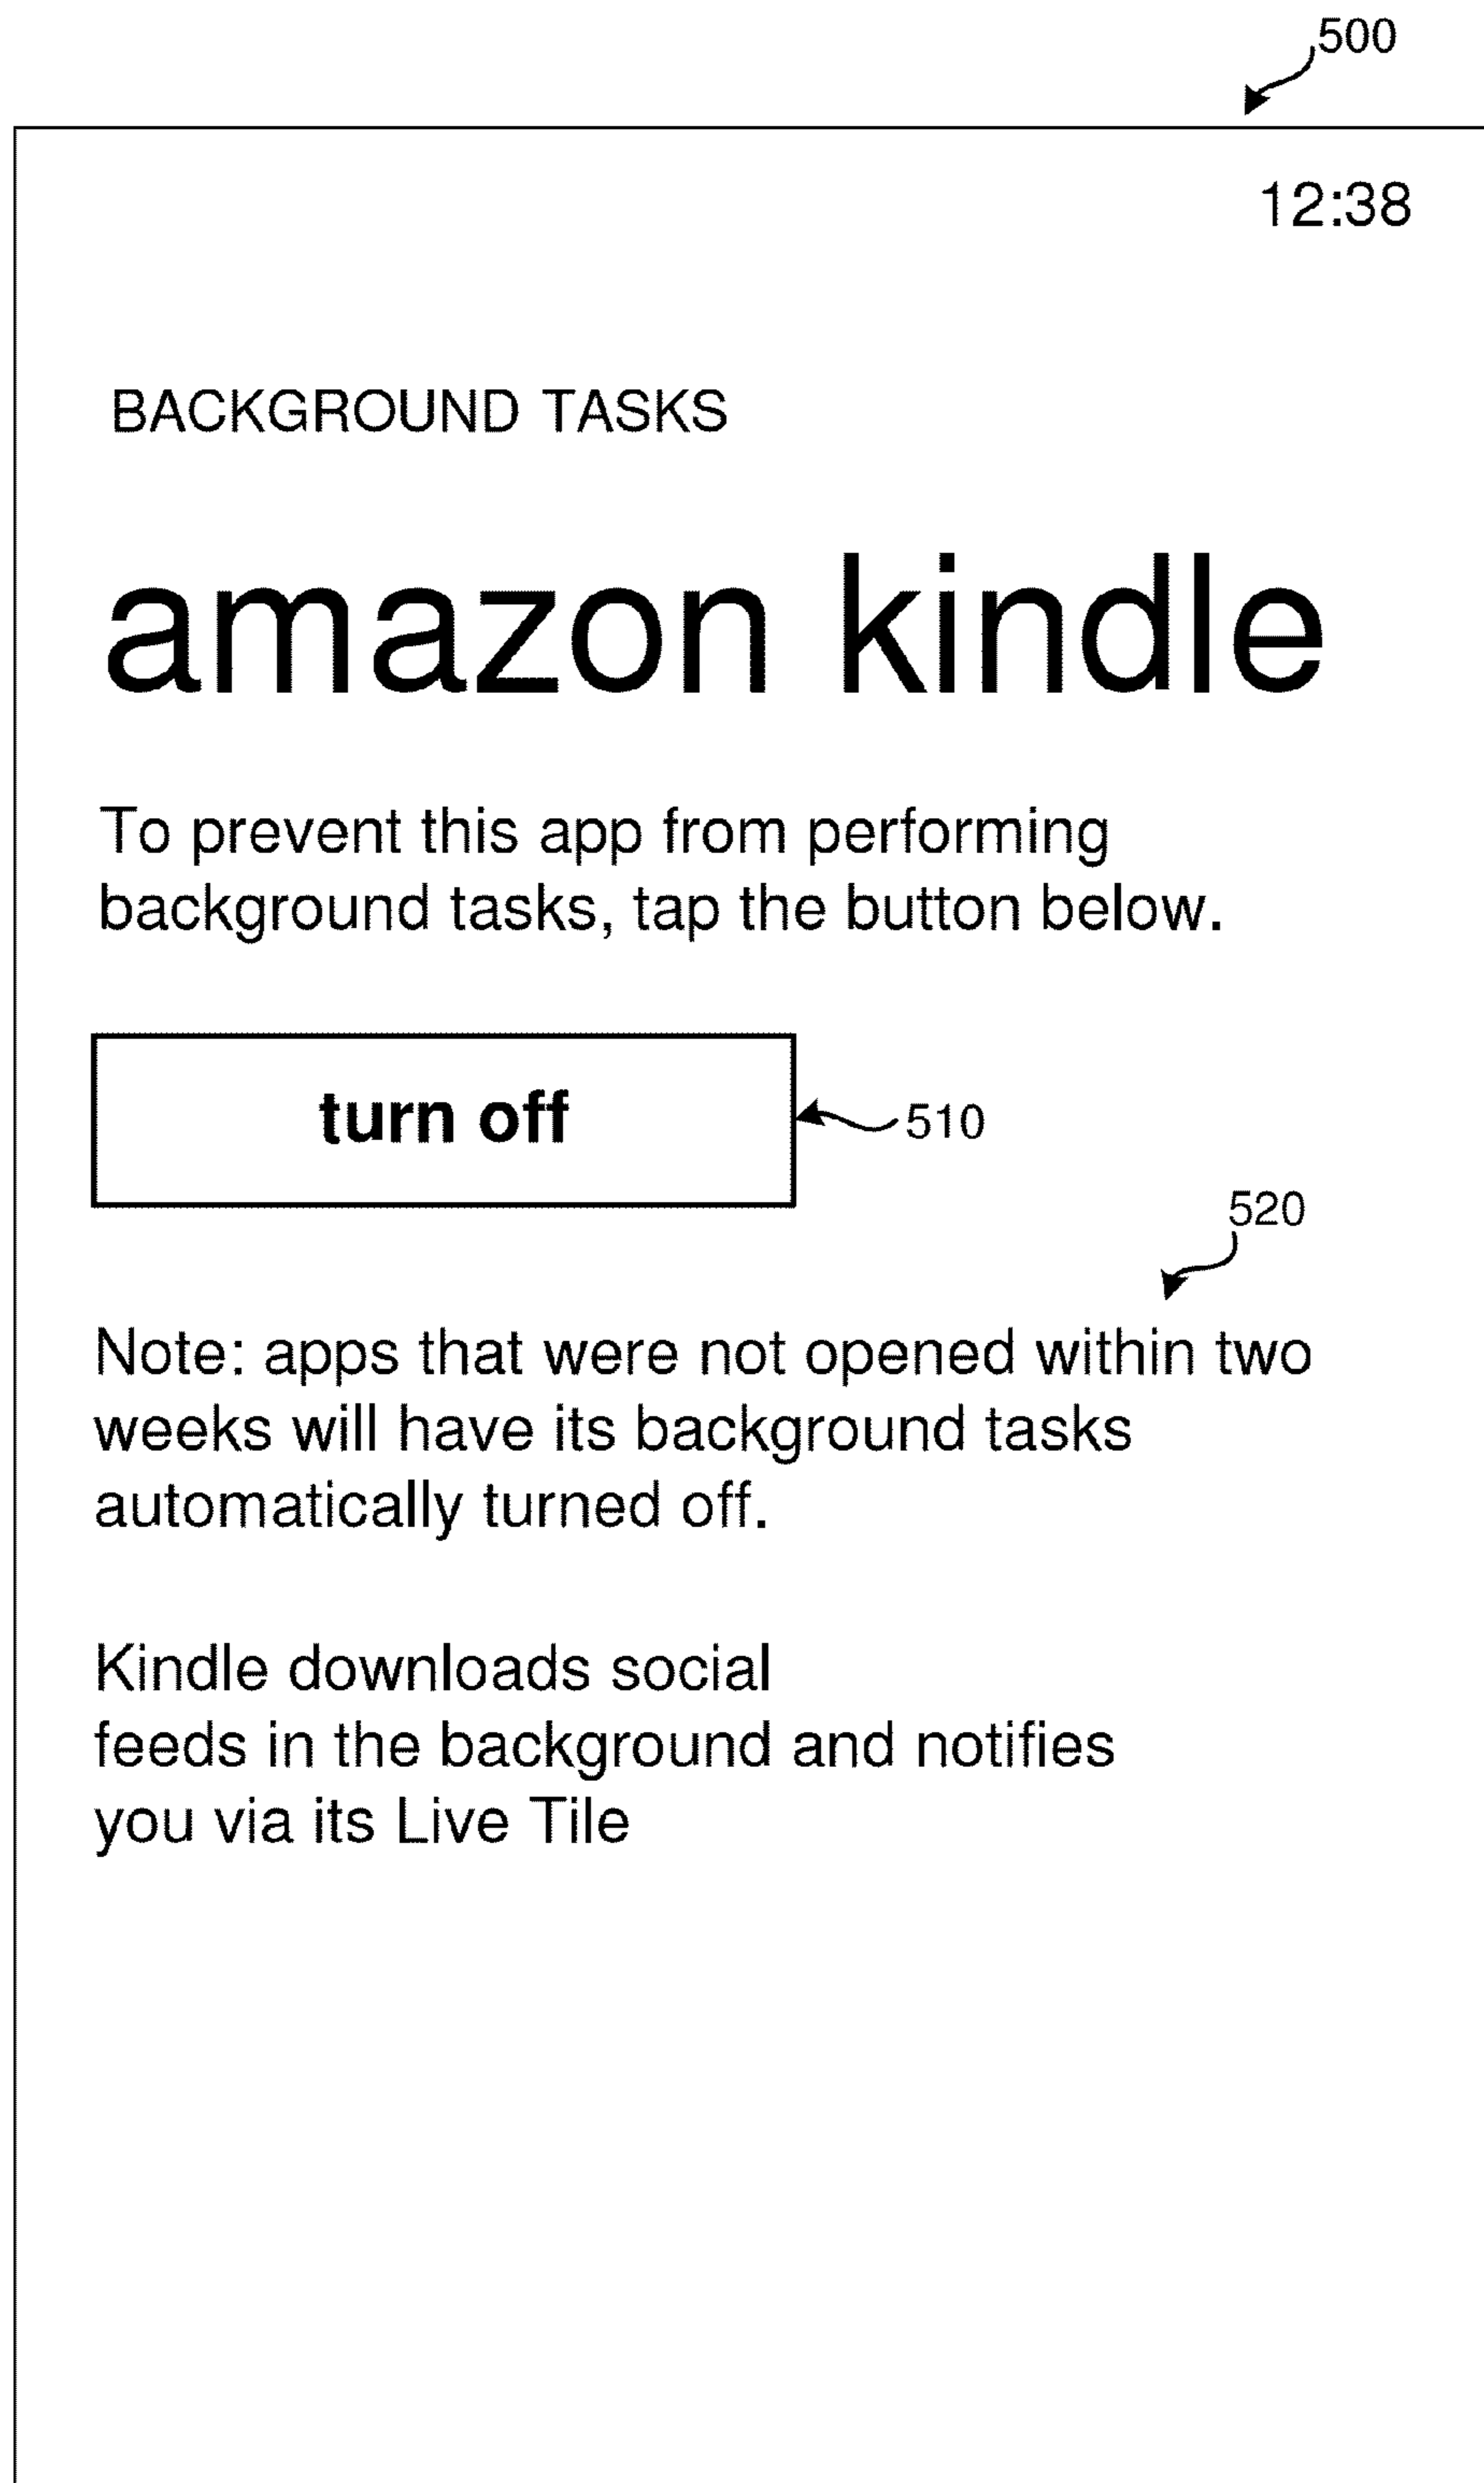 500
12:38
BACKGROUND TASKS
amazon kindle
To prevent this app from performing
background tasks, tap the button below.
turn off
510
520
Note: apps that were not opened within two
weeks will have its background tasks
automatically turned off.
Kindle downloads social
feeds in the background and notifies
you via its Live Tile